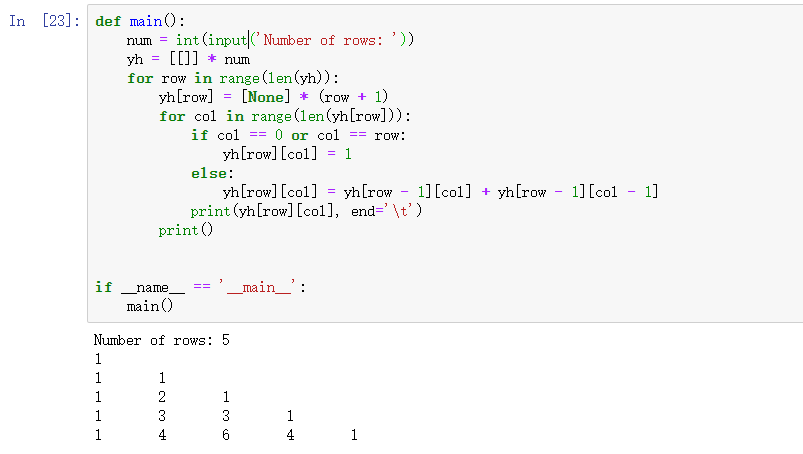 In [23]: def main():
    num = int(input('Number of rows: '))
    yh = [[]] * num
    for row in range(len(yh)):
        yh[row] = [None] * (row + 1)
        for col in range(len(yh[row])):
            if col == 0 or col == row:
                yh[row][col] = 1
            else:
                yh[row][col] = yh[row - 1][col] + yh[row - 1][col - 1]
            print(yh[row][col], end='\t')
        print()
if __name__ == '__main__':
    main()
Number of rows: 5
1
1	1
1	2	1
1	3	3	1
1	4	6	4	1